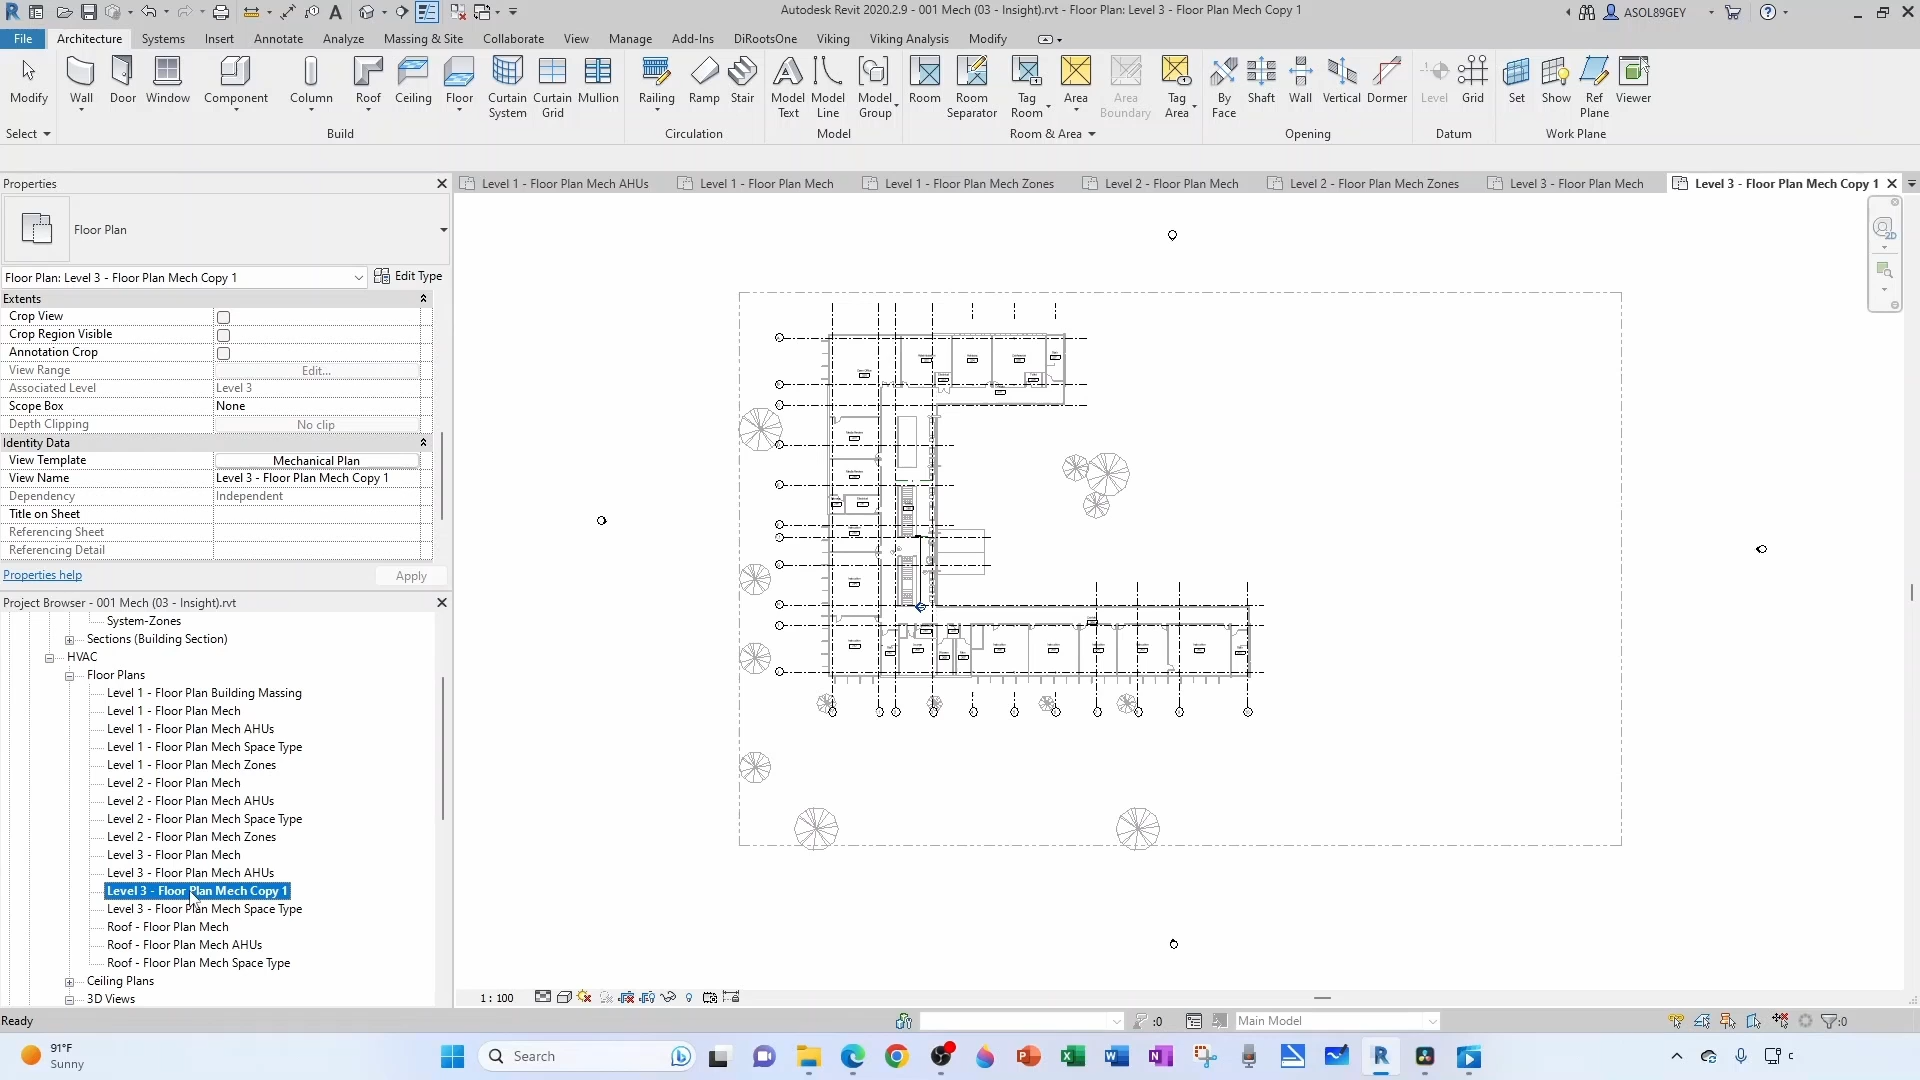 Autodesk Revit 2020.2.9 - 001 Mech (03 - Insight).rvt - Floor Plan: Level 3 - Floor Plan Mech Copy 1
ASOL89GEY
File Architecture Systems Insert Annotate Analyze Massing & Site Collaborate View Manage Add-Ins DiRootsOne Viking Viking Analysis Modify
Modify Wall Door Window Component Column Roof Ceiling Floor Curtain System Curtain Grid Mullion Railing Ramp Stair Model Text Model Line Model Group Room Room Separator Tag Room Area Area Boundary Tag Area By Face Shaft Wall Vertical Dormer Level Grid Set Show Ref Plane Viewer
Select Build Circulation Model Room & Area Opening Datum Work Plane
Properties
Level 1 - Floor Plan Mech AHUs Level 1 - Floor Plan Mech Level 1 - Floor Plan Mech Zones Level 2 - Floor Plan Mech Level 2 - Floor Plan Mech Zones Level 3 - Floor Plan Mech Level 3 - Floor Plan Mech Copy 1
Floor Plan
Floor Plan: Level 3 - Floor Plan Mech Copy 1 Edit Type
Extents
Crop View
Crop Region Visible
Annotation Crop
View Range Edit...
Associated Level Level 3
Scope Box None
Depth Clipping No clip
Identity Data
View Template Mechanical Plan
View Name Level 3 - Floor Plan Mech Copy 1
Dependency Independent
Title on Sheet
Referencing Sheet
Referencing Detail
Properties help Apply
Project Browser - 001 Mech (03 - Insight).rvt
System-Zones
Sections (Building Section)
HVAC
Floor Plans
Level 1 - Floor Plan Building Massing
Level 1 - Floor Plan Mech
Level 1 - Floor Plan Mech AHUs
Level 1 - Floor Plan Mech Space Type
Level 1 - Floor Plan Mech Zones
Level 2 - Floor Plan Mech
Level 2 - Floor Plan Mech AHUs
Level 2 - Floor Plan Mech Space Type
Level 2 - Floor Plan Mech Zones
Level 3 - Floor Plan Mech
Level 3 - Floor Plan Mech AHUs
Level 3 - Floor Plan Mech Copy 1
Level 3 - Floor Plan Mech Space Type
Roof - Floor Plan Mech
Roof - Floor Plan Mech AHUs
Roof - Floor Plan Mech Space Type
Ceiling Plans
3D Views
2D
1 : 100
Ready
:0
Main Model
:0
91°F
Sunny
Search